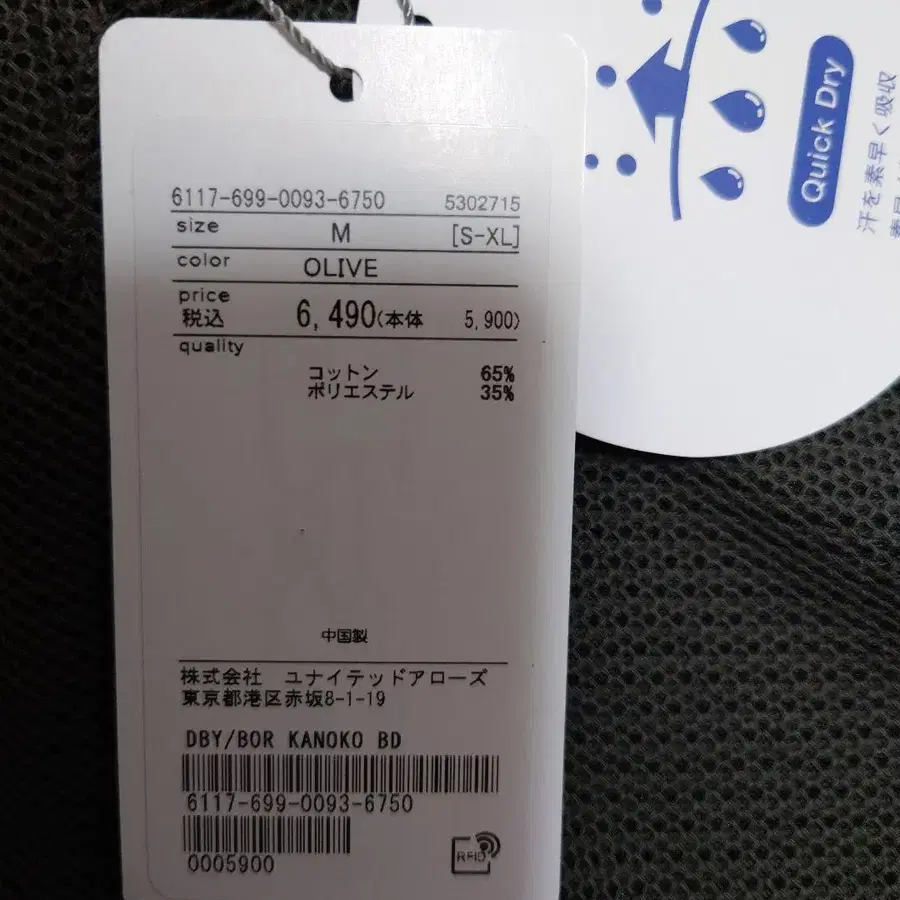 6117-699-0093-6750 5302715
size M [S-XL]
color OLIVE
price
税込 6,490(本体 5,900)
quality
コットン 65%
ポリエステル 35%
中国製
株式会社 ユナイテッドアローズ
東京都港区赤坂8-1-19
DBY/BOR KANOKO BD
6117-699-0093-6750
0005900
RFID
Quick Dry
汗を素早く吸収